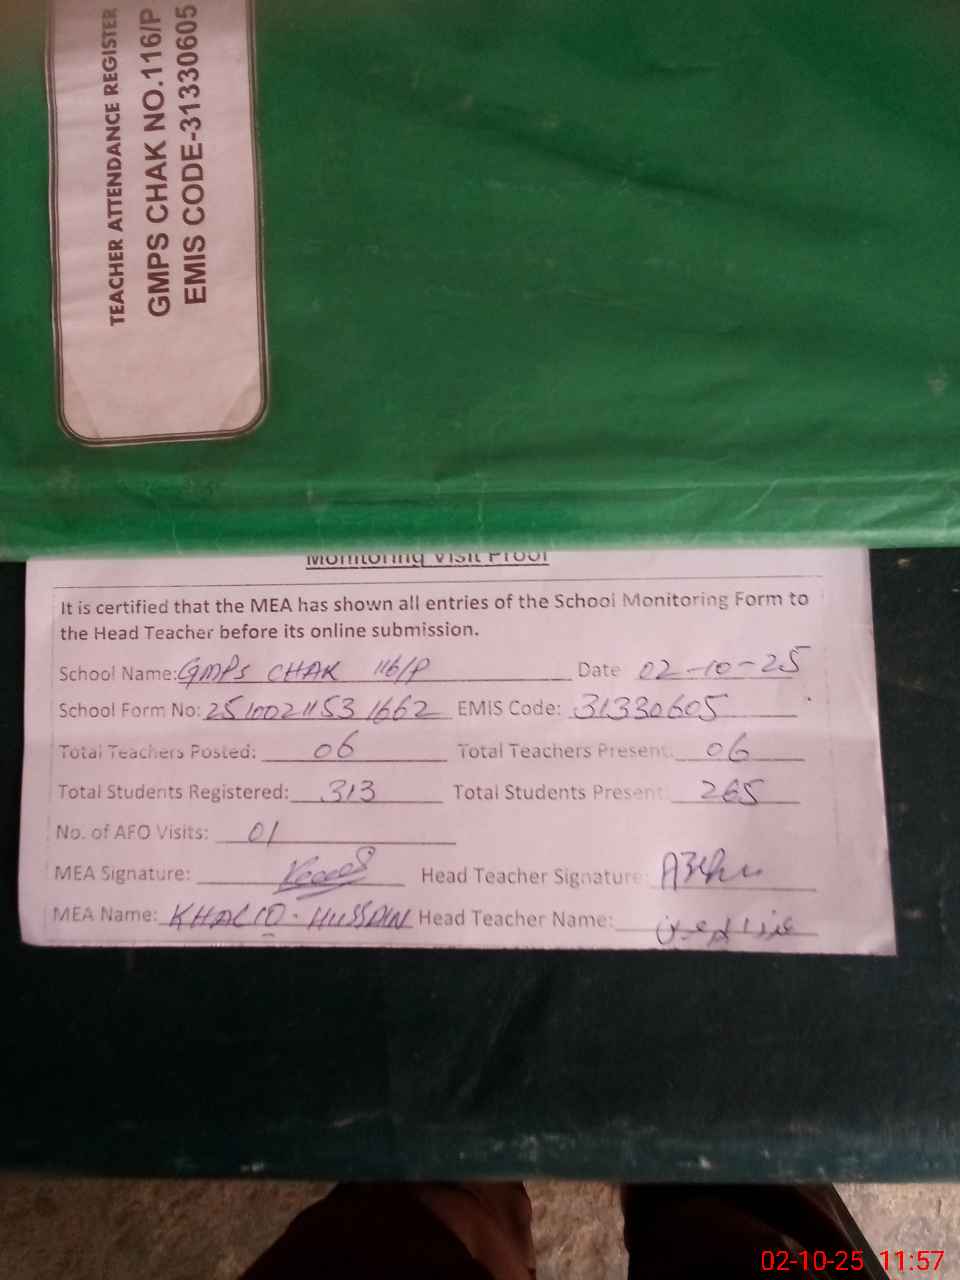 TEACHER ATTENDANCE REGISTER
GMPS CHAK NO.116/P
EMIS CODE-31330605
Monitoring Visit Proof
It is certified that the MEA has shown all entries of the School Monitoring Form to
the Head Teacher before its online submission.
School Name: GMPS CHAK 116/P Date 02-10-25
School Form No: 25100211531662 EMIS Code: 31330605
Total Teachers Posted: 06 Total Teachers Present: 06
Total Students Registered: 313 Total Students Present: 265
No. of AFO Visits: 01
MEA Signature: Head Teacher Signature:
MEA Name: KHALID. HUSSAIN Head Teacher Name:
02-10-25 11:57